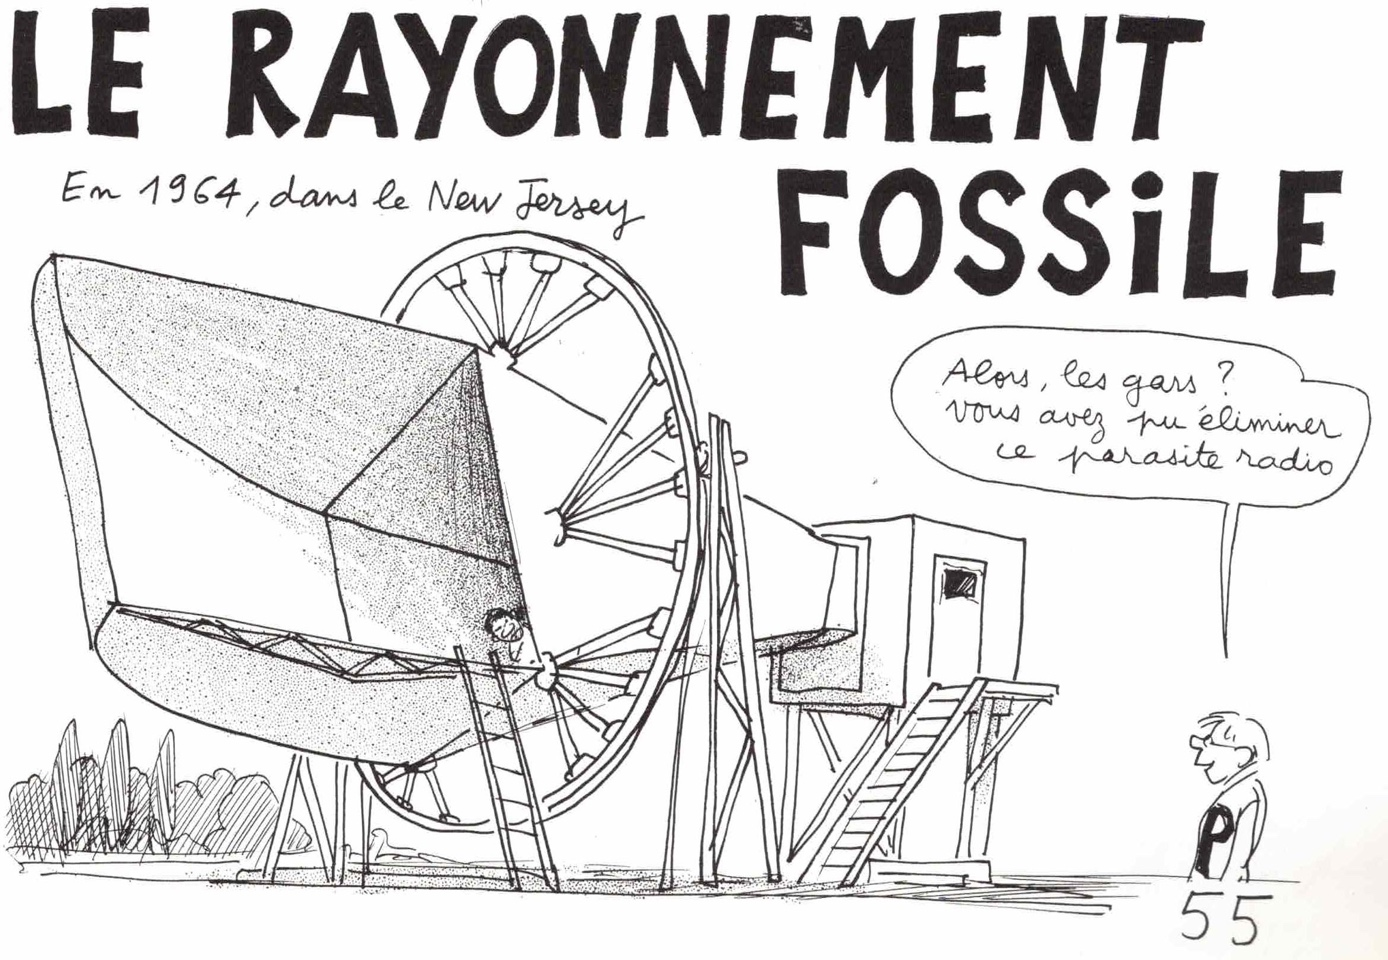 LE RAYONNEMENT
FOSSiLE
En 1964, dans le New Jersey
Alors, les gars ?
vous avez pu éliminer
ce parasite radio
P
55